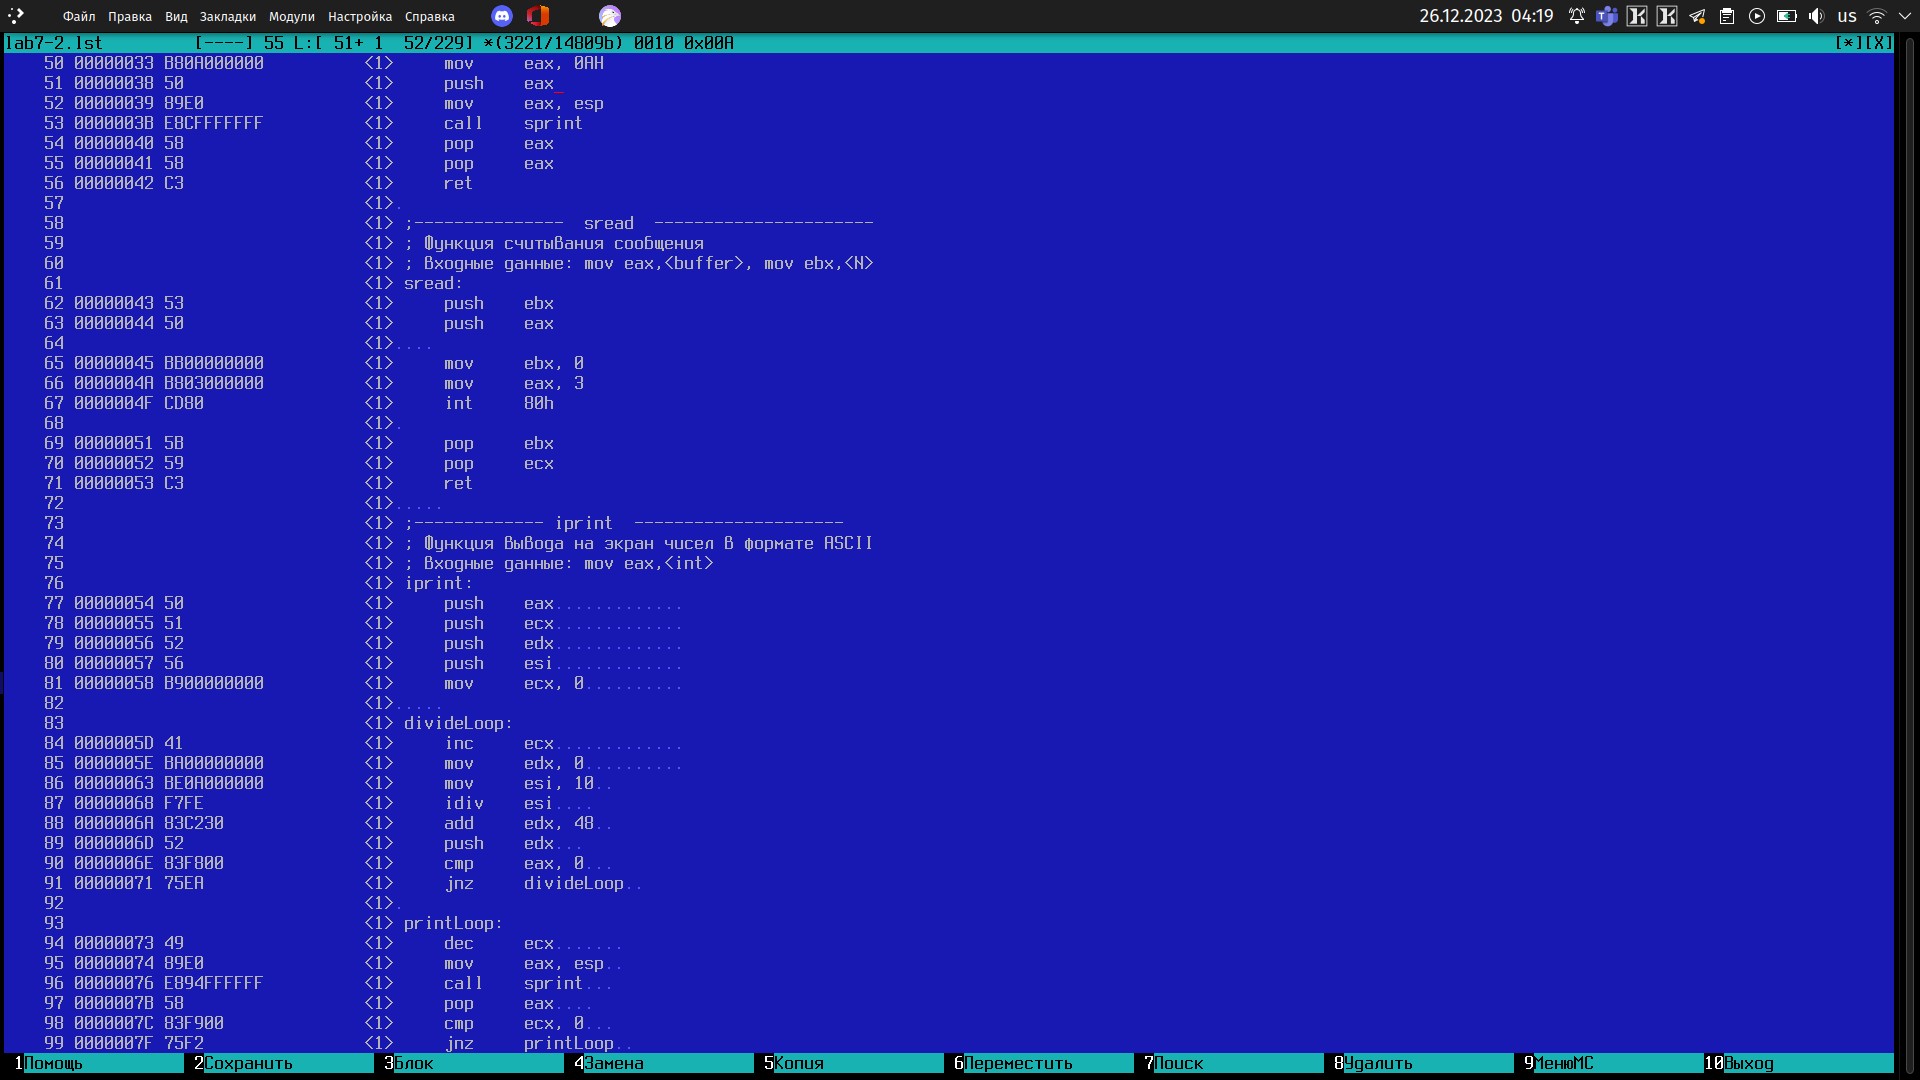 Файл Правка Вид Закладки Модули Настройка Справка 26.12.2023 04:19 us
lab7-2.lst [----] 55 L:[ 51+ 1 52/229] *(3221/14809b) 0010 0x00A [*][X]
50 00000033 B80A000000 <1> mov eax, 0AH
51 00000038 50 <1> push eax
52 00000039 89E0 <1> mov eax, esp
53 0000003B E8CFFFFFFF <1> call sprint
54 00000040 58 <1> pop eax
55 00000041 58 <1> pop eax
56 00000042 C3 <1> ret
57 <1>.
58 <1> ;--------------- sread ----------------------
59 <1> ; Функция считывания сообщения
60 <1> ; Входные данные: mov eax,<buffer>, mov ebx,<N>
61 <1> sread:
62 00000043 53 <1> push ebx
63 00000044 50 <1> push eax
64 <1>....
65 00000045 BB00000000 <1> mov ebx, 0
66 0000004A B803000000 <1> mov eax, 3
67 0000004F CD80 <1> int 80h
68 <1>.
69 00000051 5B <1> pop ebx
70 00000052 59 <1> pop ecx
71 00000053 C3 <1> ret
72 <1>.....
73 <1> ;------------- iprint ---------------------
74 <1> ; Функция вывода на экран чисел в формате ASCII
75 <1> ; Входные данные: mov eax,<int>
76 <1> iprint:
77 00000054 50 <1> push eax.............
78 00000055 51 <1> push ecx.............
79 00000056 52 <1> push edx.............
80 00000057 56 <1> push esi.............
81 00000058 B900000000 <1> mov ecx, 0..........
82 <1>.....
83 <1> divideLoop:
84 0000005D 41 <1> inc ecx.............
85 0000005E BA00000000 <1> mov edx, 0..........
86 00000063 BE0A000000 <1> mov esi, 10..
87 00000068 F7FE <1> idiv esi....
88 0000006A 83C230 <1> add edx, 48..
89 0000006D 52 <1> push edx...
90 0000006E 83F800 <1> cmp eax, 0...
91 00000071 75EA <1> jnz divideLoop..
92 <1>.
93 <1> printLoop:
94 00000073 49 <1> dec ecx.......
95 00000074 89E0 <1> mov eax, esp..
96 00000076 E894FFFFFF <1> call sprint...
97 0000007B 58 <1> pop eax....
98 0000007C 83F900 <1> cmp ecx, 0...
99 0000007F 75F2 <1> jnz printLoop..
1Помощь 2Сохранить 3Блок 4Замена 5Копия 6Переместить 7Поиск 8Удалить 9МенюMC 10Выход